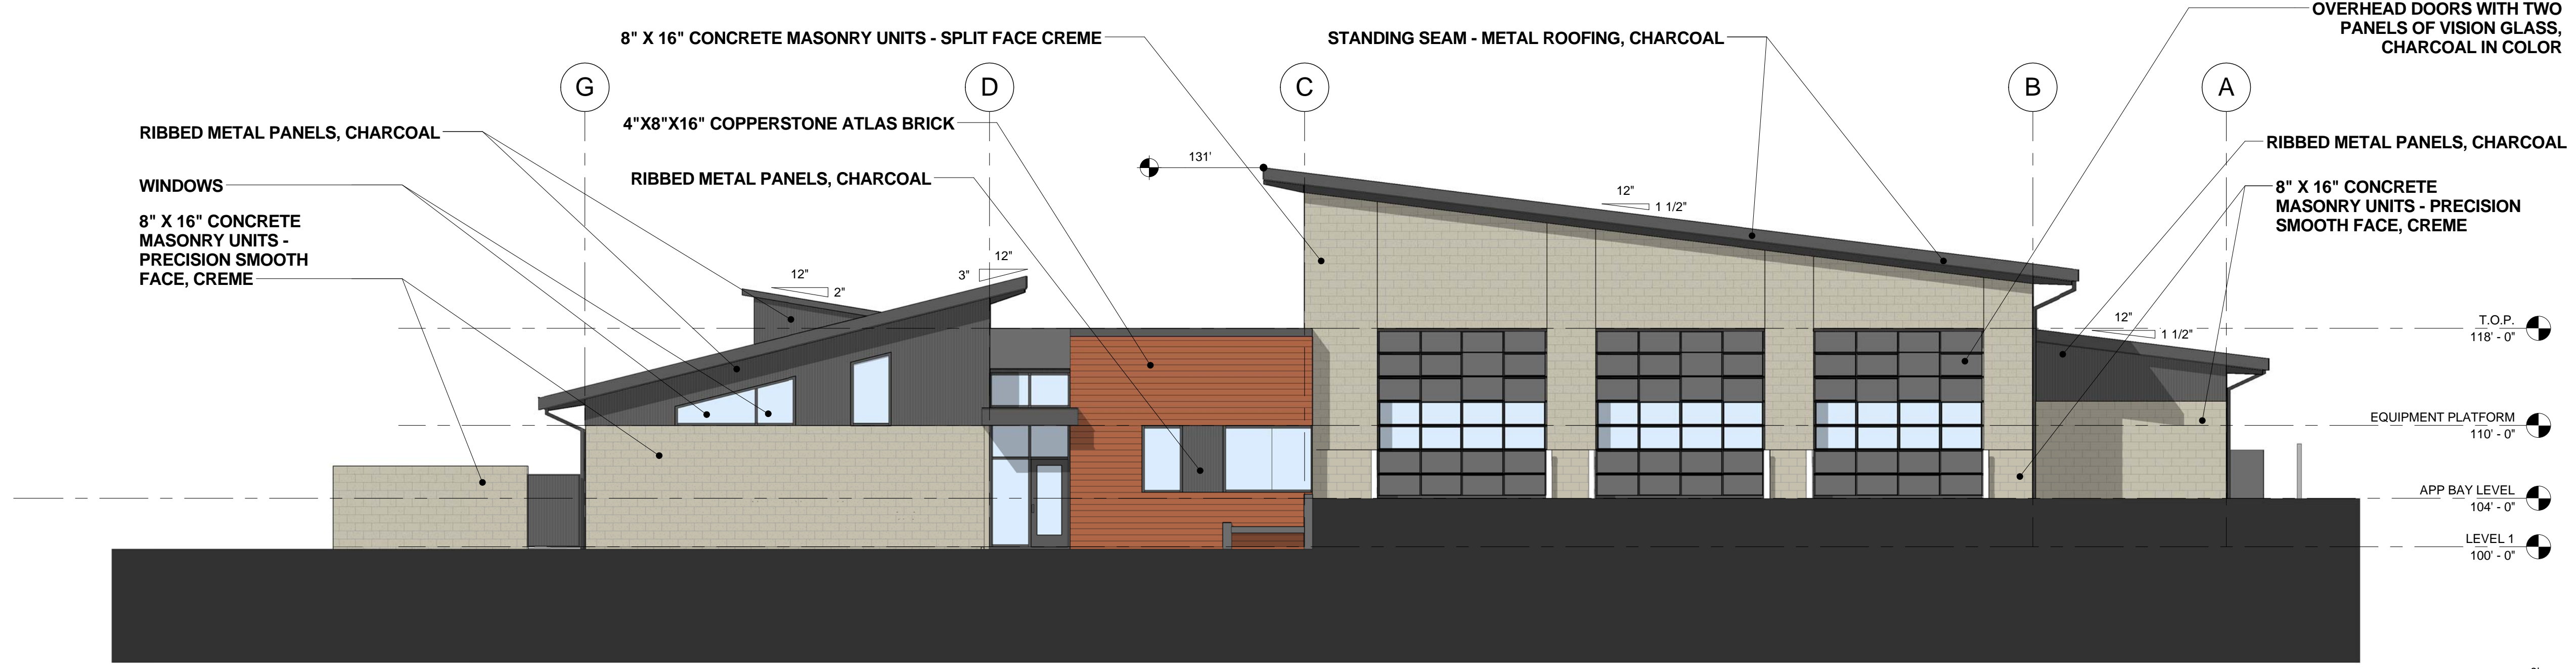 OVERHEAD DOORS WITH TWO
PANELS OF VISION GLASS,
CHARCOAL IN COLOR
8" X 16" CONCRETE MASONRY UNITS - SPLIT FACE CREME
STANDING SEAM - METAL ROOFING, CHARCOAL
G
D
C
B
A
4"X8"X16" COPPERSTONE ATLAS BRICK
RIBBED METAL PANELS, CHARCOAL
RIBBED METAL PANELS, CHARCOAL
131'
RIBBED METAL PANELS, CHARCOAL
WINDOWS
8" X 16" CONCRETE
MASONRY UNITS -
PRECISION SMOOTH
FACE, CREME
8" X 16" CONCRETE
MASONRY UNITS - PRECISION
SMOOTH FACE, CREME
12"
1 1/2"
12"
3"
12"
2"
12"
1 1/2"
T.O.P.
118' - 0"
EQUIPMENT PLATFORM
110' - 0"
APP BAY LEVEL
104' - 0"
LEVEL 1
100' - 0"